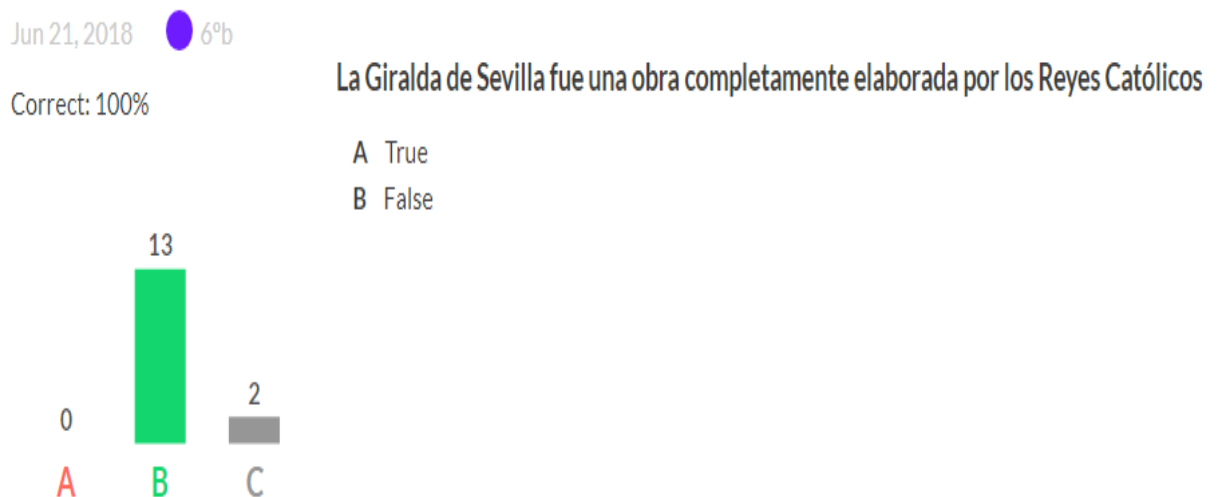 Jun 21, 2018 6ºb
Correct: 100%
La Giralda de Sevilla fue una obra completamente elaborada por los Reyes Católicos
A True
B False
13
2
0
A B C